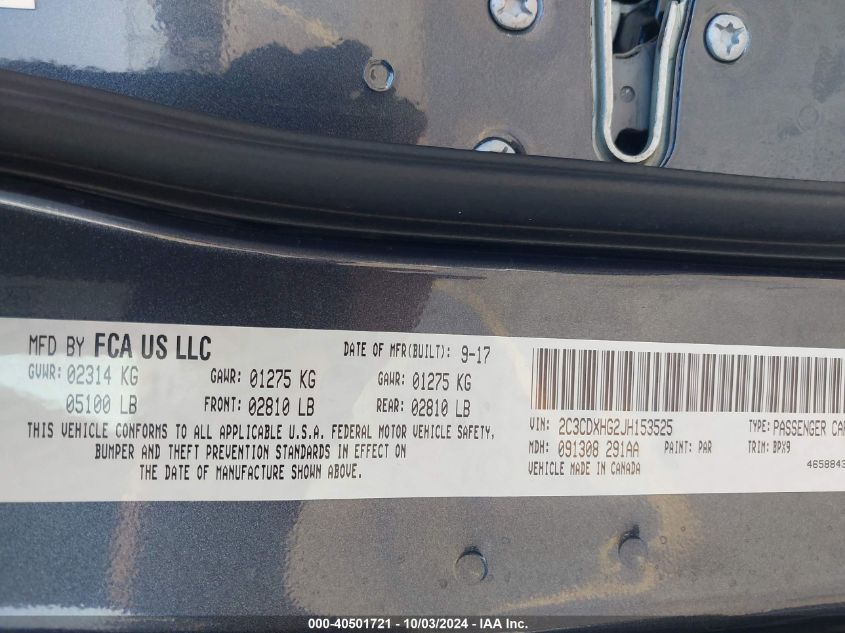 MFD BY FCA US LLC
DATE OF MFR(BUILT): 9-17
GVWR: 02314 KG GAWR: 01275 KG GAWR: 01275 KG
05100 LB FRONT: 02810 LB REAR: 02810 LB
THIS VEHICLE CONFORMS TO ALL APPLICABLE U.S.A. FEDERAL MOTOR VEHICLE SAFETY,
BUMPER AND THEFT PREVENTION STANDARDS IN EFFECT ON
THE DATE OF MANUFACTURE SHOWN ABOVE.
VIN: 2C3CDXHG2JH153525 TYPE: PASSENGER CAR
MDH: 091308 291AA PAINT: PAR TRIM: BPX9
VEHICLE MADE IN CANADA
4658843
000-40501721 - 10/03/2024 - IAA Inc.